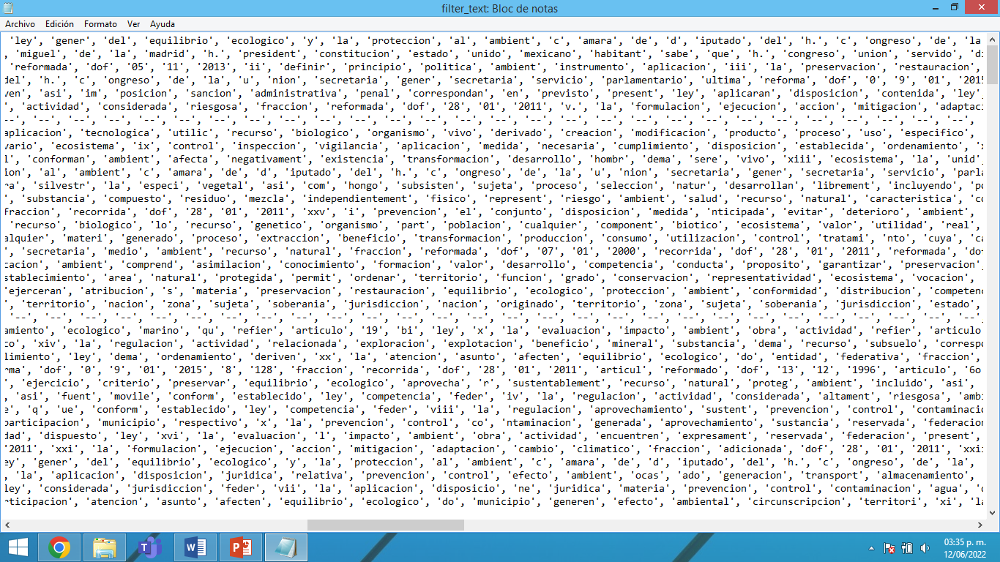 filter_text: Bloc de notas
Archivo Edición Formato Ver Ayuda
'ley', 'gener', 'del', 'equilibrio', 'ecologico', 'y', 'la', 'proteccion', 'al', 'ambient', 'c', 'amara', 'de', 'd', 'iputado', 'del', 'h.', 'c', 'ongreso', 'de', 'la
, 'miguel', 'de', 'la', 'madrid', 'h.', 'president', 'constitucion', 'estado', 'unido', 'mexicano', 'habitant', 'sabe', 'que', 'h.', 'congreso', 'union', 'servido', 'di
'reformada', 'dof', '05', '11', '2013', 'ii', 'definir', 'principio', 'politica', 'ambient', 'instrumento', 'aplicacion', 'iii', 'la', 'preservacion', 'restauracion',
del', 'h.', 'c', 'ongreso', 'de', 'la', 'u', 'nion', 'secretaria', 'gener', 'secretaria', 'servicio', 'parlamentario', 'ultima', 'reforma', 'dof', '0', '9', '01', '2015
ven', 'asi', 'im', 'posicion', 'sancion', 'administrativa', 'penal', 'correspondan', 'en', 'previsto', 'present', 'ley', 'aplicaran', 'disposicion', 'contenida', 'ley',
, 'actividad', 'considerada', 'riesgosa', 'fraccion', 'reformada', 'dof', '28', '01', '2011', 'v.', 'la', 'formulacion', 'ejecucion', 'accion', 'mitigacion', 'adaptaci
--', '--', '--', '--', '--', '--', '--', '--', '--', '--', '--', '--', '--', '--', '--', '--', '--', '--', '--', '--', '--', '--', '--', '--',
aplicacion', 'tecnologica', 'utilic', 'recurso', 'biologico', 'organismo', 'vivo', 'derivado', 'creacion', 'modificacion', 'producto', 'proceso', 'uso', 'especifico',
vario', 'ecosistema', 'ix', 'control', 'inspeccion', 'vigilancia', 'aplicacion', 'medida', 'necesaria', 'cumplimiento', 'disposicion', 'establecida', 'ordenamiento', 'x
l', 'conforman', 'ambient', 'afecta', 'negativament', 'existencia', 'transformacion', 'desarrollo', 'hombr', 'dema', 'sere', 'vivo', 'xiii', 'ecosistema', 'la', 'unid
ion', 'al', 'ambient', 'c', 'amara', 'de', 'd', 'iputado', 'del', 'h.', 'c', 'ongreso', 'de', 'la', 'u', 'nion', 'secretaria', 'gener', 'secretaria', 'servicio', 'parla
ra', 'silvestr', 'la', 'especi', 'vegetal', 'asi', 'com', 'hongo', 'subsisten', 'sujeta', 'proceso', 'seleccion', 'natur', 'desarrollan', 'librement', 'incluyendo', 'po
, 'substancia', 'compuesto', 'residuo', 'mezcla', 'independientemente', 'fisico', 'represent', 'riesgo', 'ambient', 'salud', 'recurso', 'natural', 'caracteristica', 'co
fraccion', 'recorrida', 'dof', '28', '01', '2011', 'xxv', 'i', 'prevencion', 'el', 'conjunto', 'disposicion', 'medida', 'nticipada', 'evitar', 'deterioro', 'ambient',
'recurso', 'biologico', 'lo', 'recurso', 'genetico', 'organismo', 'part', 'poblacion', 'cualquier', 'component', 'biotico', 'ecosistema', 'valor', 'utilidad', 'real',
alquier', 'materi', 'generado', 'proceso', 'extraccion', 'beneficio', 'transformacion', 'produccion', 'consumo', 'utilizacion', 'control', 'tratami', 'nto', 'cuya', 'ca
, 'secretaria', 'medio', 'ambient', 'recurso', 'natural', 'fraccion', 'reformada', 'dof', '07', '01', '2000', 'recorrida', 'dof', '28', '01', '2011', 'reformada', 'do
cacion', 'ambient', 'comprend', 'asimilacion', 'conocimiento', 'formacion', 'valor', 'desarrollo', 'competencia', 'conducta', 'proposito', 'garantizar', 'preservacion'
stablecimiento', 'area', 'natural', 'protegida', 'permit', 'ordenar', 'territorio', 'funcion', 'grado', 'conservacion', 'representatividad', 'ecosistema', 'vocacion',
'ejerceran', 'atribucion', 's', 'materia', 'preservacion', 'restauracion', 'equilibrio', 'ecologico', 'proteccion', 'ambient', 'conformidad', 'distribucion', 'competenc
, 'territorio', 'nacion', 'zona', 'sujeta', 'soberania', 'jurisdiccion', 'nacion', 'originado', 'territorio', 'zona', 'sujeta', 'soberania', 'jurisdiccion', 'estado',
'--', '--', '--', '--', '--', '--', '--', '--', '--', '--', '--', '--', '--', '--', '--', '--', '--', '--', '--', '--', '--', '--', '--', '--',
amiento', 'ecologico', 'marino', 'qu', 'refier', 'articulo', '19', 'bi', 'ley', 'x', 'la', 'evaluacion', 'impacto', 'ambient', 'obra', 'actividad', 'refier', 'articulo
co', 'xiv', 'la', 'regulacion', 'actividad', 'relacionada', 'exploracion', 'explotacion', 'beneficio', 'mineral', 'substancia', 'dema', 'recurso', 'subsuelo', 'correspo
limiento', 'ley', 'dema', 'ordenamiento', 'deriven', 'xx', 'la', 'atencion', 'asunto', 'afecten', 'equilibrio', 'ecologico', 'do', 'entidad', 'federativa', 'fraccion',
rma', 'dof', '0', '9', '01', '2015', '8', '128', 'fraccion', 'recorrida', 'dof', '28', '01', '2011', 'articul', 'reformado', 'dof', '13', '12', '1996', 'articulo', '6o
, 'ejercicio', 'criterio', 'preservar', 'equilibrio', 'ecologico', 'aprovecha', 'r', 'sustentablement', 'recurso', 'natural', 'proteg', 'ambient', 'incluido', 'asi',
, 'asi', 'fuent', 'movile', 'conform', 'establecido', 'ley', 'competencia', 'feder', 'iv', 'la', 'regulacion', 'actividad', 'considerada', 'altament', 'riesgosa', 'ambi
e', 'q', 'ue', 'conform', 'establecido', 'ley', 'competencia', 'feder', 'viii', 'la', 'regulacion', 'aprovechamiento', 'sustent', 'prevencion', 'control', 'contaminacio
participacion', 'municipio', 'respectivo', 'x', 'la', 'prevencion', 'control', 'co', 'ntaminacion', 'generada', 'aprovechamiento', 'sustancia', 'reservada', 'federacion
dad', 'dispuesto', 'ley', 'xvi', 'la', 'evaluacion', 'l', 'impacto', 'ambient', 'obra', 'actividad', 'encuentren', 'expresament', 'reservada', 'federacion', 'present',
'2011', 'xxi', 'la', 'formulacion', 'ejecucion', 'accion', 'mitigacion', 'adaptacion', 'cambio', 'climatico', 'fraccion', 'adicionada', 'dof', '28', '01', '2011', 'xxii
ey', 'gener', 'del', 'equilibrio', 'ecologico', 'y', 'la', 'proteccion', 'al', 'ambient', 'c', 'amara', 'de', 'd', 'iputado', 'del', 'h.', 'c', 'ongreso', 'de', 'la',
, 'la', 'aplicacion', 'disposicion', 'juridica', 'relativa', 'prevencion', 'control', 'efecto', 'ambient', 'ocas', 'ado', 'generacion', 'transport', 'almacenamiento',
ley', 'considerada', 'jurisdiccion', 'feder', 'vii', 'la', 'aplicacion', 'disposicio', 'ne', 'juridica', 'materia', 'prevencion', 'control', 'contaminacion', 'agua', 'd
rticipacion', 'atencion', 'asunto', 'afecten', 'equilibrio', 'ecologico', 'do', 'municipio', 'generen', 'efecto', 'ambiental', 'circunscripcion', 'territori', 'xi', 'la
03:35 p. m.
12/06/2022